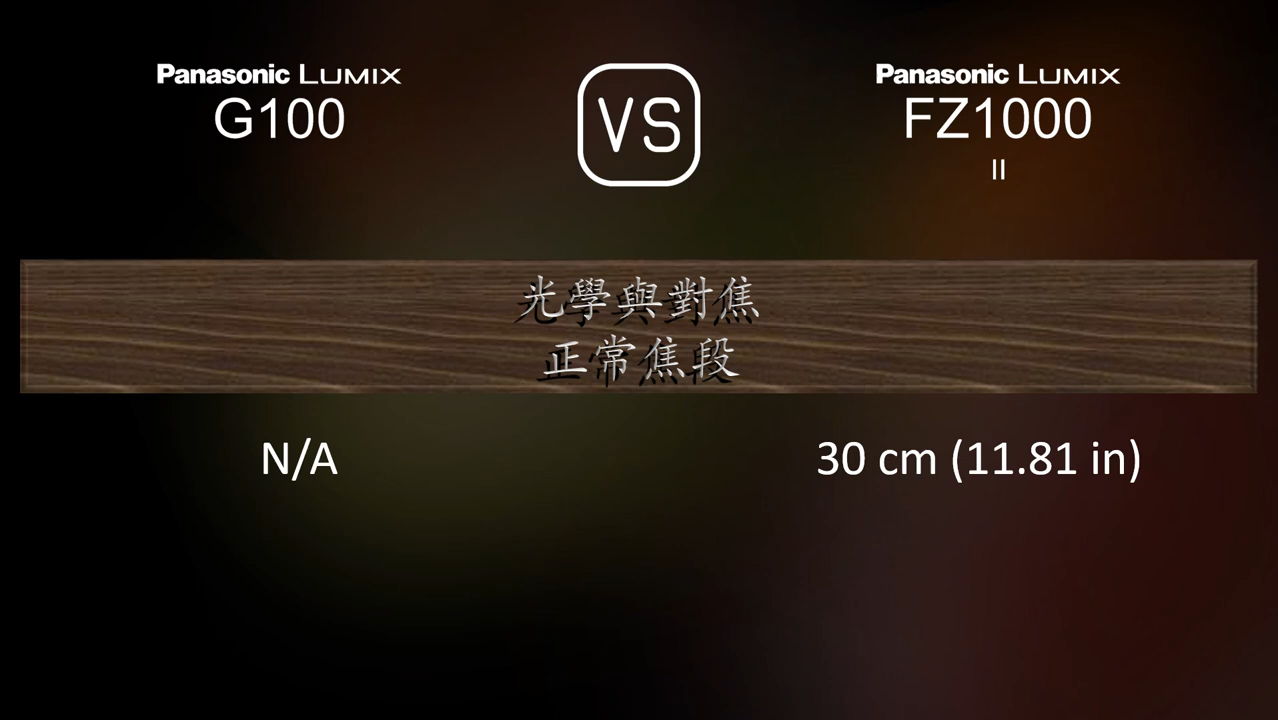 Panasonic LUMIX
G100
VS
Panasonic LUMIX
FZ1000
II
光學與對焦
正常焦段
N/A
30 cm (11.81 in)